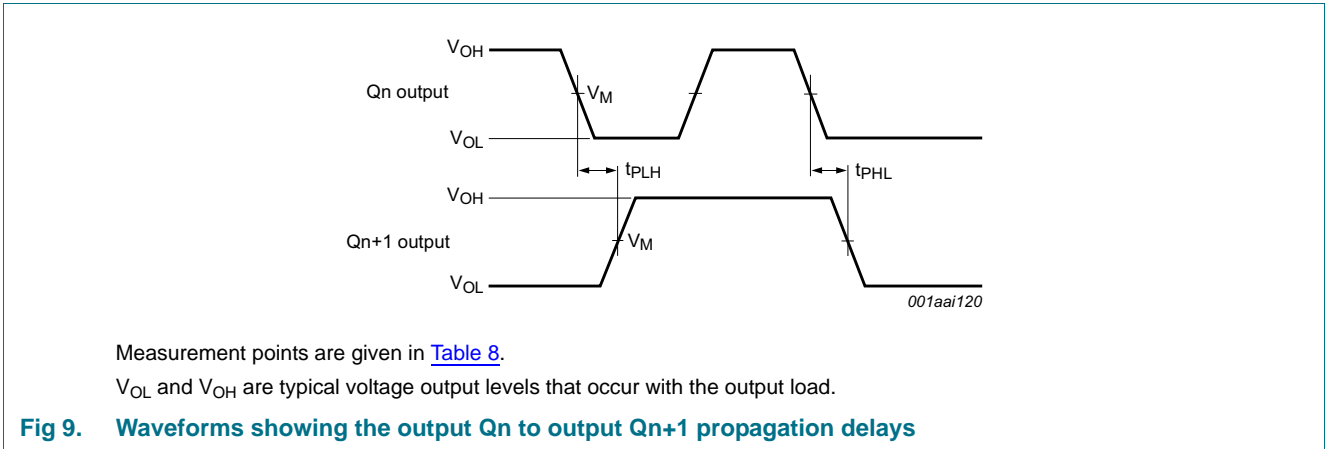 VOH
Qn output
VM
VOL
tPLH
tPHL
VOH
Qn+1 output
VM
VOL
001aai120
Measurement points are given in Table 8.
VOL and VOH are typical voltage output levels that occur with the output load.
Fig 9. Waveforms showing the output Qn to output Qn+1 propagation delays